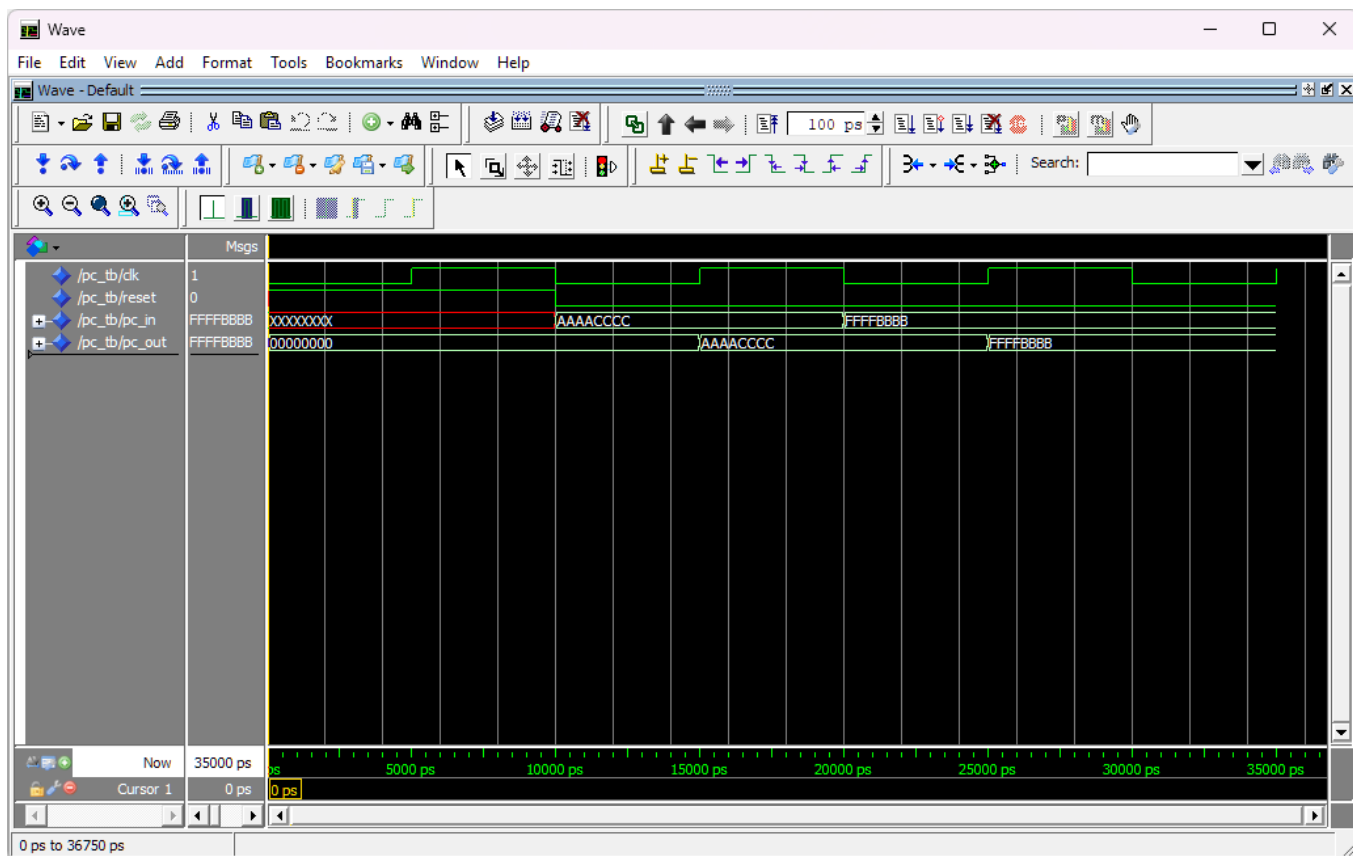 Wave
File Edit View Add Format Tools Bookmarks Window Help
Wave - Default
100 ps
Search:
Msgs
/pc_tb/clk 1
/pc_tb/reset 0
/pc_tb/pc_in FFFFBBBB XXXXXXXX AAAACCCC FFFFBBBB
/pc_tb/pc_out FFFFBBBB 00000000 AAAACCCC FFFFBBBB
Now 35000 ps ps 5000 ps 10000 ps 15000 ps 20000 ps 25000 ps 30000 ps 35000 ps
Cursor 1 0 ps 0 ps
0 ps to 36750 ps